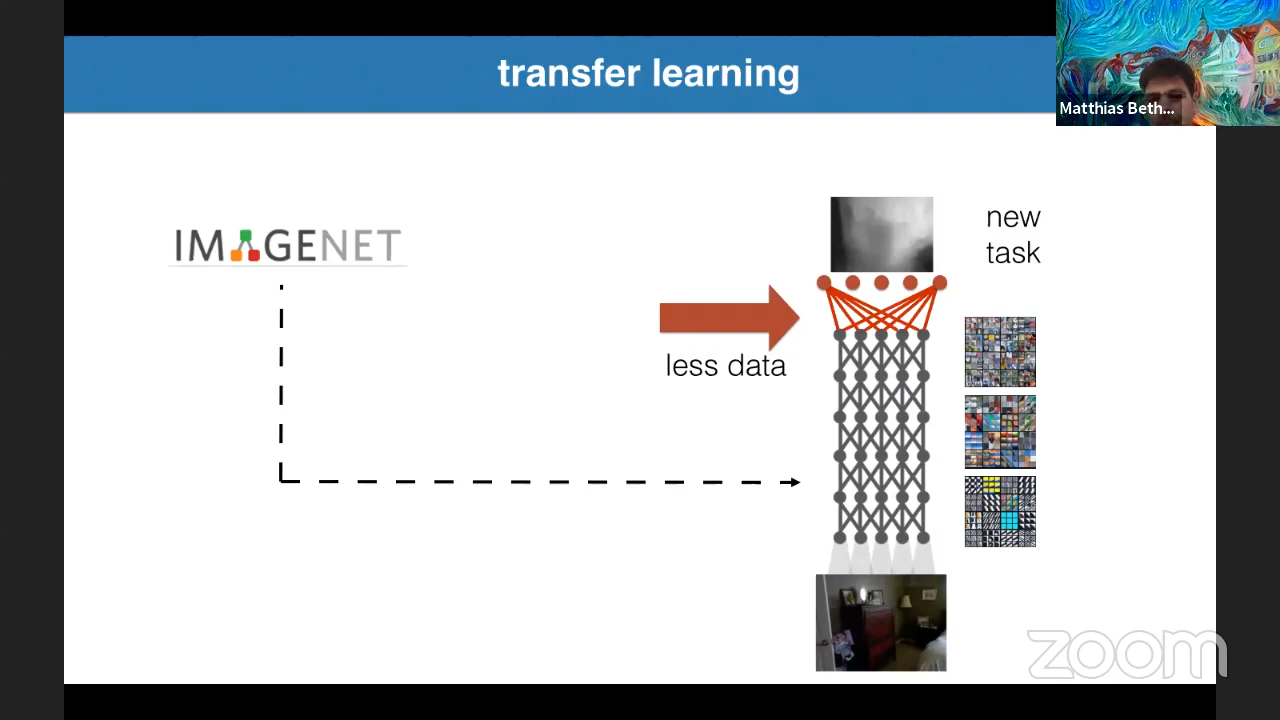 transfer learning
Matthias Beth...
IMAGENET
new
task
less data
zoom